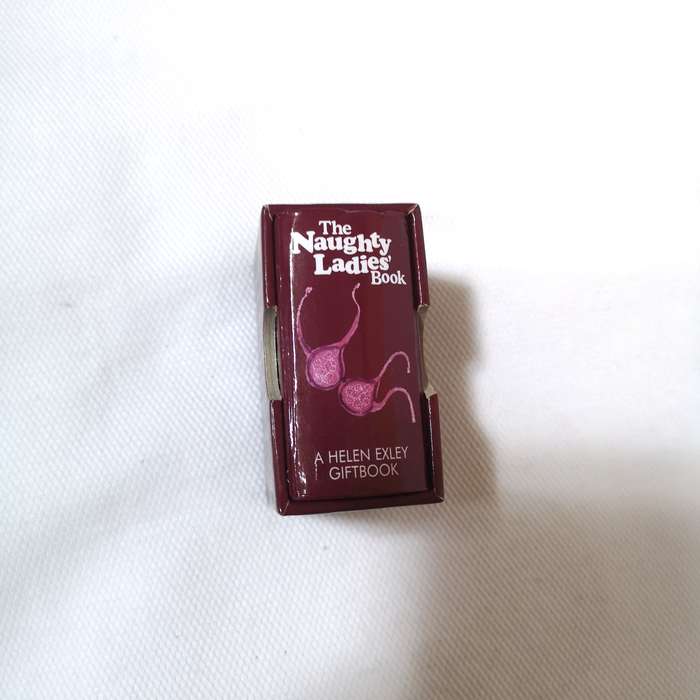 The
Naughty
Ladies'
Book
A HELEN EXLEY
GIFTBOOK